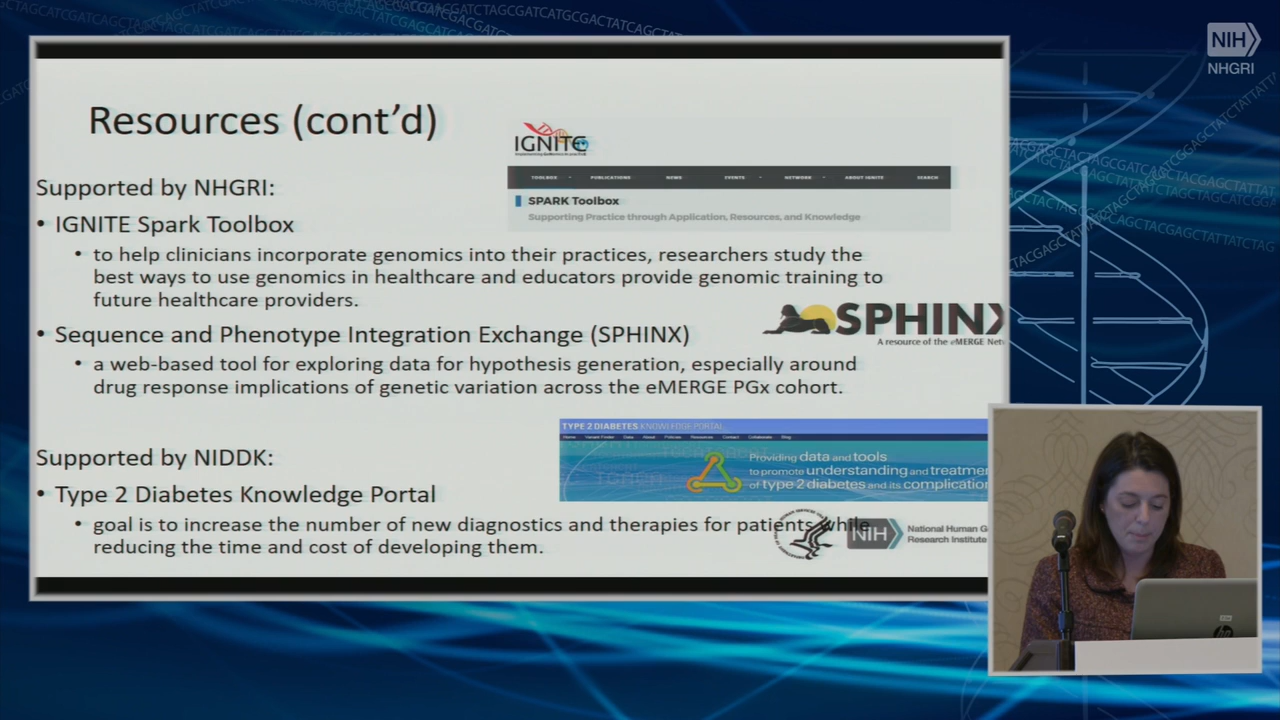 NIH
NHGRI
Resources (cont’d)
IGNITE
TOOLBOX PUBLICATIONS NEWS EVENTS NETWORK ABOUT IGNITE SEARCH
SPARK Toolbox
Supporting Practice through Application, Resources, and Knowledge
Supported by NHGRI:
• IGNITE Spark Toolbox
• to help clinicians incorporate genomics into their practices, researchers study the
best ways to use genomics in healthcare and educators provide genomic training to
future healthcare providers.
SPHINX
A resource of the eMERGE Net
• Sequence and Phenotype Integration Exchange (SPHINX)
• a web-based tool for exploring data for hypothesis generation, especially around
drug response implications of genetic variation across the eMERGE PGx cohort.
TYPE 2 DIABETES KNOWLEDGE PORTAL
Home Variant Finder Data About Policies Resources Contact Collaborate Blog
Providing data and tools
to promote understanding and treatme
of type 2 diabetes and its complication
Supported by NIDDK:
• Type 2 Diabetes Knowledge Portal
• goal is to increase the number of new diagnostics and therapies for patients while
reducing the time and cost of developing them.
NIH
National Human G
Research Institute
hp